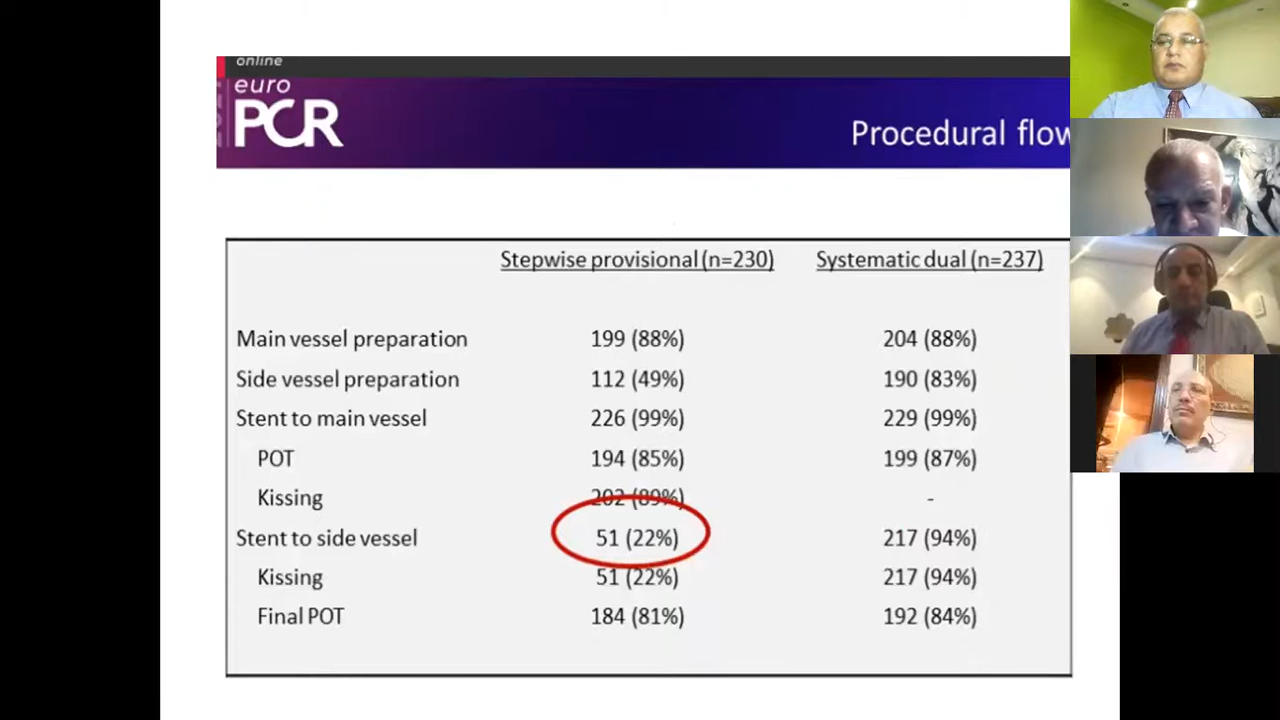 online
euro
PCR
Procedural flow
Stepwise provisional (n=230) Systematic dual (n=237)
Main vessel preparation 199 (88%) 204 (88%)
Side vessel preparation 112 (49%) 190 (83%)
Stent to main vessel 226 (99%) 229 (99%)
POT 194 (85%) 199 (87%)
Kissing 202 (89%) -
Stent to side vessel 51 (22%) 217 (94%)
Kissing 51 (22%) 217 (94%)
Final POT 184 (81%) 192 (84%)